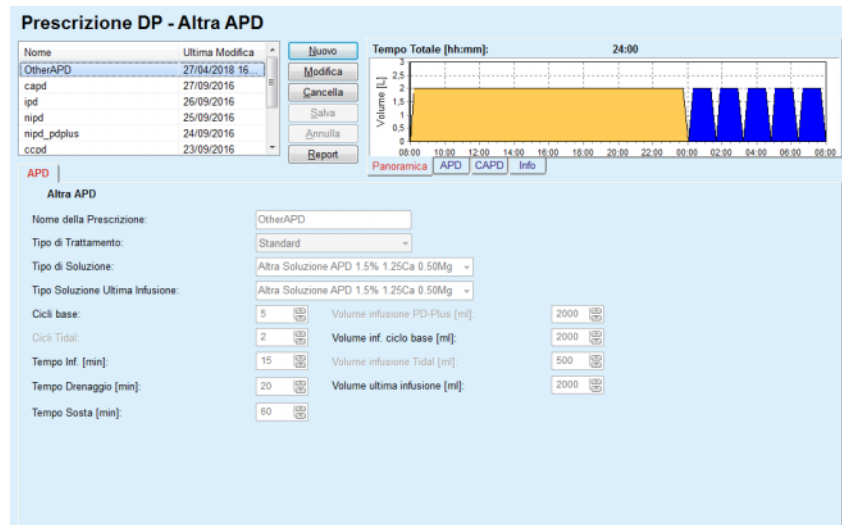 Prescrizione DP - Altra APD
Nome Ultima Modifica
OtherAPD 27/04/2018 16...
capd 27/09/2016
ipd 26/09/2016
nipd 25/09/2016
nipd_pdplus 24/09/2016
ccpd 23/09/2016
Nuovo
Modifica
Cancella
Salva
Annulla
Report
Tempo Totale [hh:mm]: 24:00
Volume [L]
3
2,5
2
1,5
1
0,5
0
08:00 10:00 12:00 14:00 16:00 18:00 20:00 22:00 00:00 02:00 04:00 06:00 08:00
Panoramica APD CAPD Info
APD
Altra APD
Nome della Prescrizione: OtherAPD
Tipo di Trattamento: Standard
Tipo di Soluzione: Altra Soluzione APD 1.5% 1.25Ca 0.50Mg
Tipo Soluzione Ultima Infusione: Altra Soluzione APD 1.5% 1.25Ca 0.50Mg
Cicli base: 5 Volume infusione PD-Plus [ml]: 2000
Cicli Tidal: 2 Volume inf. ciclo base [ml]: 2000
Tempo Inf. [min]: 15 Volume infusione Tidal [ml]: 500
Tempo Drenaggio [min]: 20 Volume ultima infusione [ml]: 2000
Tempo Sosta [min]: 60